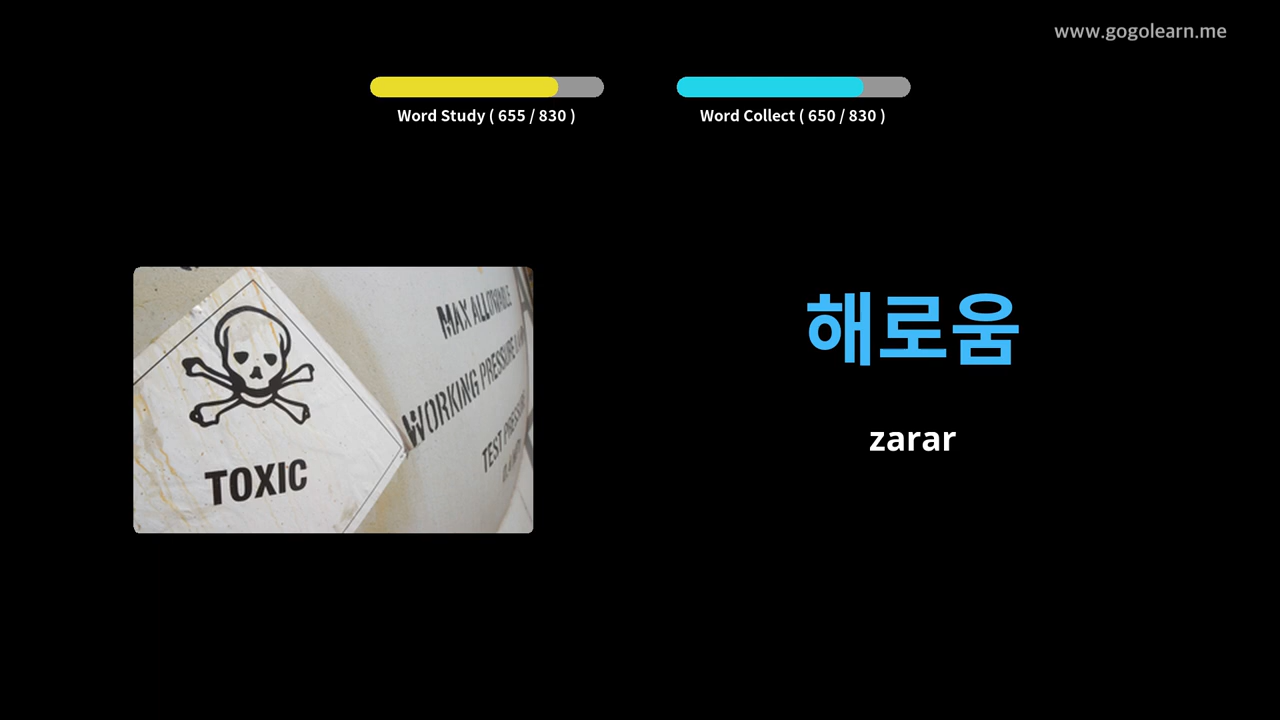 www.gogolearn.me
Word Study ( 655 / 830 )
Word Collect ( 650 / 830 )
MAX ALLOWABLE
WORKING PRESSURE
TEST PRESSURE
TOXIC
해로움
zarar